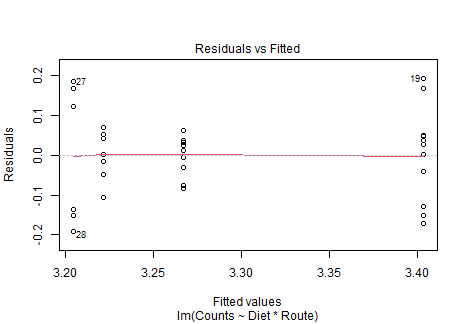 Residuals vs Fitted
Residuals
0.2
0.1
0.0
-0.1
-0.2
27
19
28
3.20 3.25 3.30 3.35 3.40
Fitted values
lm(Counts ~ Diet * Route)